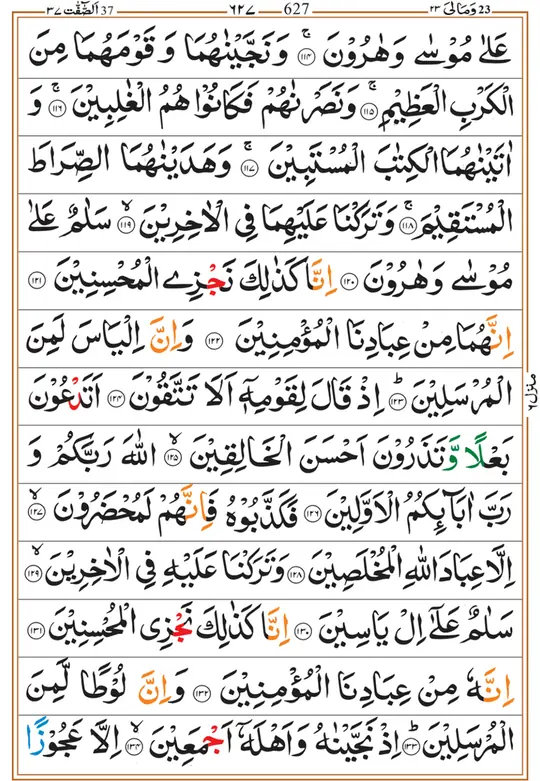 اَلصّٰٓفّٰت ٣٧ 37 ٦٢٧ 627 وَمَالِىَ ٢٣ 23
عَلٰى مُوْسٰى وَهٰرُوْنَ ۚ﴿١١٤﴾ وَنَجَّيْنٰهُمَا وَ قَوْمَهُمَا مِنَ
الْكَرْبِ الْعَظِيْمِ ۚ﴿١١٥﴾ وَنَصَرْنٰهُمْ فَكَانُوْا هُمُ الْغٰلِبِيْنَ ۚ﴿١١٦﴾ وَ
اٰتَيْنٰهُمَا الْكِتٰبَ الْمُسْتَبِيْنَ ۚ﴿١١٧﴾ وَهَدَيْنٰهُمَا الصِّرَاطَ
الْمُسْتَقِيْمَ ۚ﴿١١٨﴾ وَتَرَكْنَا عَلَيْهِمَا فِى الْاٰخِرِيْنَ ۙ﴿١١٩﴾ سَلٰمٌ عَلٰى
مُوْسٰى وَهٰرُوْنَ ﴿١٢٠﴾ اِنَّا كَذٰلِكَ نَجْزِى الْمُحْسِنِيْنَ ﴿١٢١﴾
اِنَّهُمَا مِنْ عِبَادِنَا الْمُؤْمِنِيْنَ ﴿١٢٢﴾ وَاِنَّ اِلْيَاسَ لَمِنَ
الْمُرْسَلِيْنَ ؕ﴿١٢٣﴾ اِذْ قَالَ لِقَوْمِهٖۤ اَلَا تَتَّقُوْنَ ﴿١٢٤﴾ اَتَدْعُوْنَ
بَعْلًا وَّتَذَرُوْنَ اَحْسَنَ الْخَالِقِيْنَ ۙ﴿١٢٥﴾ اللّٰهَ رَبَّكُمْ وَ
رَبَّ اٰبَآئِكُمُ الْاَوَّلِيْنَ ﴿١٢٦﴾ فَكَذَّبُوْهُ فَاِنَّهُمْ لَمُحْضَرُوْنَ ۙ﴿١٢٧﴾
اِلَّا عِبَادَ اللّٰهِ الْمُخْلَصِيْنَ ﴿١٢٨﴾ وَتَرَكْنَا عَلَيْهِ فِى الْاٰخِرِيْنَ ۙ﴿١٢٩﴾
سَلٰمٌ عَلٰٓى اِلْ يَاسِيْنَ ﴿١٣٠﴾ اِنَّا كَذٰلِكَ نَجْزِى الْمُحْسِنِيْنَ ﴿١٣١﴾
اِنَّهٗ مِنْ عِبَادِنَا الْمُؤْمِنِيْنَ ﴿١٣٢﴾ وَاِنَّ لُوْطًا لَّمِنَ
الْمُرْسَلِيْنَ ؕ﴿١٣٣﴾ اِذْ نَجَّيْنٰهُ وَاَهْلَهٗۤ اَجْمَعِيْنَ ۙ﴿١٣٤﴾ اِلَّا عَجُوْزًا
منزل ٦